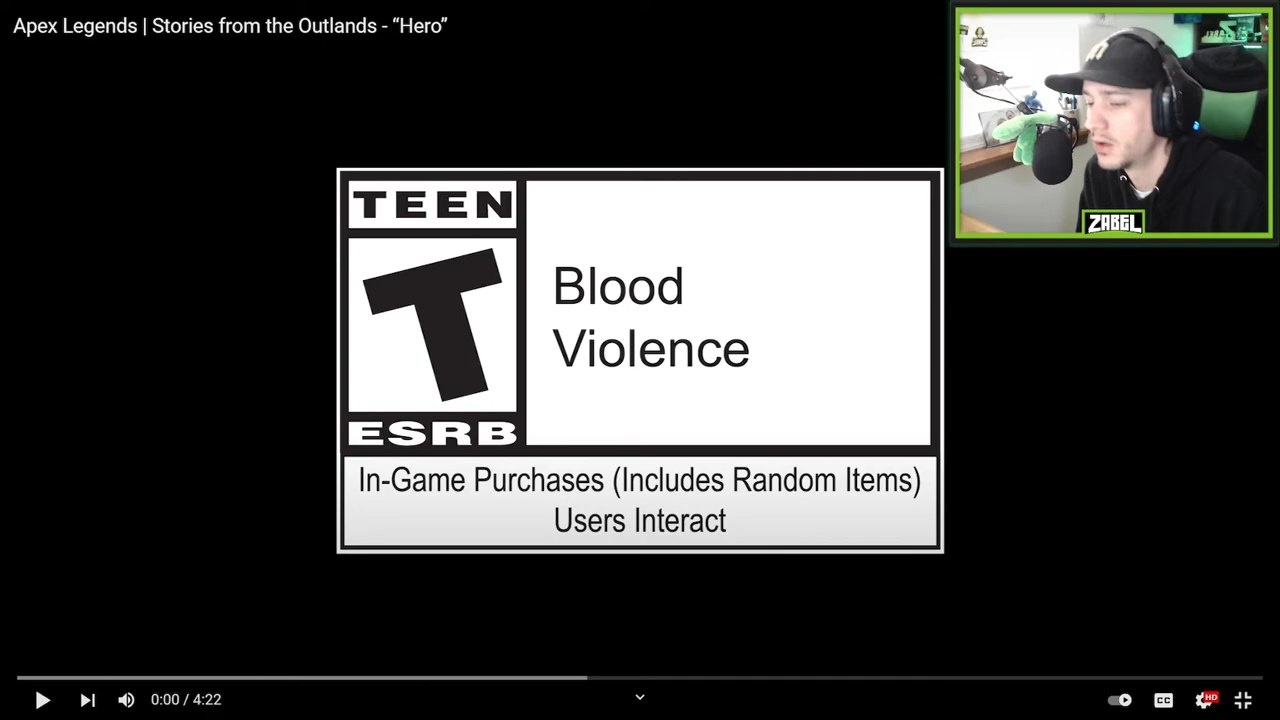 Apex Legends | Stories from the Outlands - “Hero”
ZABEL
TEEN
T
ESRB
Blood
Violence
In-Game Purchases (Includes Random Items)
Users Interact
0:00 / 4:22
CC
HD